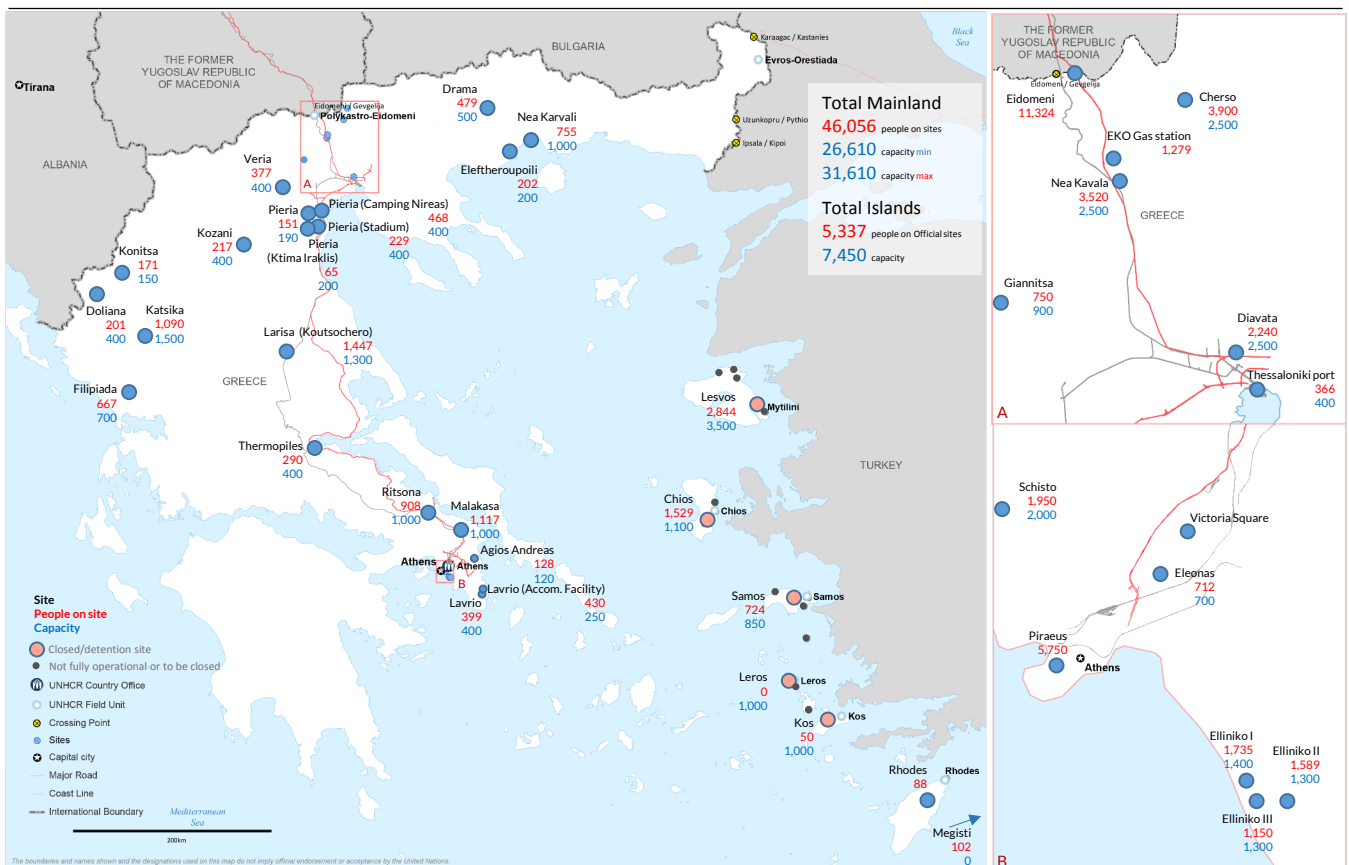 Black
Sea
BULGARIA
THE FORMER
YUGOSLAV REPUBLIC
OF MACEDONIA
Tirana
ALBANIA
Karaagac / Kastanies
Evros-Orestiada
Uzunkopru / Pythio
Ipsala / Kipoi
Eidomeni / Gevgelija
Polykastro-Eidomeni
A
Drama
479
500
Nea Karvali
755
1,000
Eleftheroupoili
202
200
Veria
377
400
Pieria
151
190
Pieria (Camping Nireas)
468
400
Pieria (Stadium)
229
400
Pieria
(Ktima Iraklis)
65
200
Kozani
217
400
Konitsa
171
150
Doliana
201
400
Katsika
1,090
1,500
Larisa (Koutsochero)
1,447
1,300
GREECE
Filipiada
667
700
Thermopiles
290
400
Ritsona
908
1,000
Malakasa
1,117
1,000
Agios Andreas
128
120
Athens
Athens
B
Lavrio (Accom. Facility)
430
250
Lavrio
399
400
Total Mainland
46,056 people on sites
26,610 capacity min
31,610 capacity max
Total Islands
5,337 people on Official sites
7,450 capacity
Lesvos
2,844
3,500
Mytilini
TURKEY
Chios
1,529
1,100
Chios
Samos
724
850
Samos
Leros
0
1,000
Leros
Kos
50
1,000
Kos
Rhodes
88
Rhodes
Megisti
102
0
Site
People on site
Capacity
Closed/detention site
Not fully operational or to be closed
UNHCR Country Office
UNHCR Field Unit
Crossing Point
Sites
Capital city
Major Road
Coast Line
International Boundary
Mediterranean
Sea
200km
The boundaries and names shown and the designations used on this map do not imply official endorsement or acceptance by the United Nations.
THE FORMER
YUGOSLAV REPUBLIC
OF MACEDONIA
Eidomeni / Gevgelija
Eidomeni
11,324
Cherso
3,900
2,500
EKO Gas station
1,279
Nea Kavala
3,520
2,500
GREECE
Giannitsa
750
900
Diavata
2,240
2,500
Thessaloniki port
366
400
A
Schisto
1,950
2,000
Victoria Square
Eleonas
712
700
Piraeus
5,750
Athens
Elliniko I
1,735
1,400
Elliniko II
1,589
1,300
Elliniko III
1,150
1,300
B